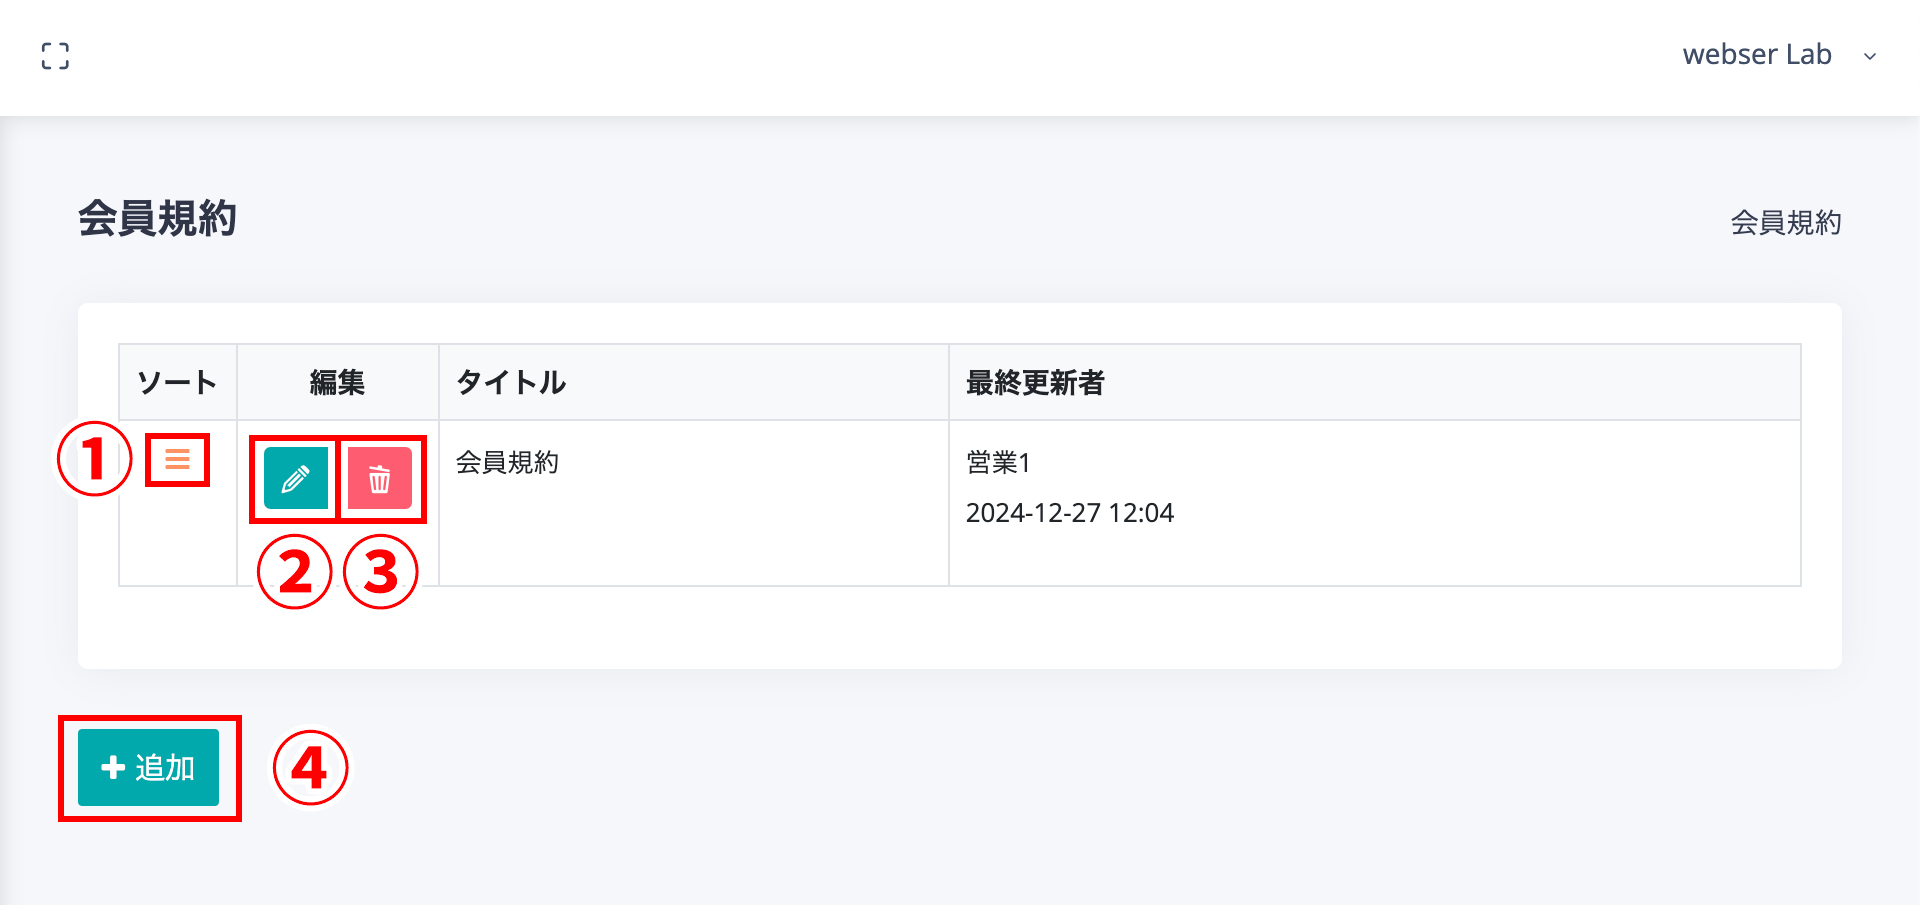 webser Lab
会員規約
会員規約
ソート 編集 タイトル 最終更新者
① 会員規約 営業1
2024-12-27 12:04
② ③
追加 ④